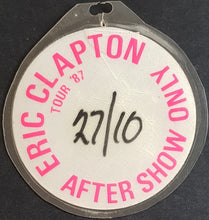 ERIC CLAPTON
TOUR '87
27/10
AFTER SHOW ONLY